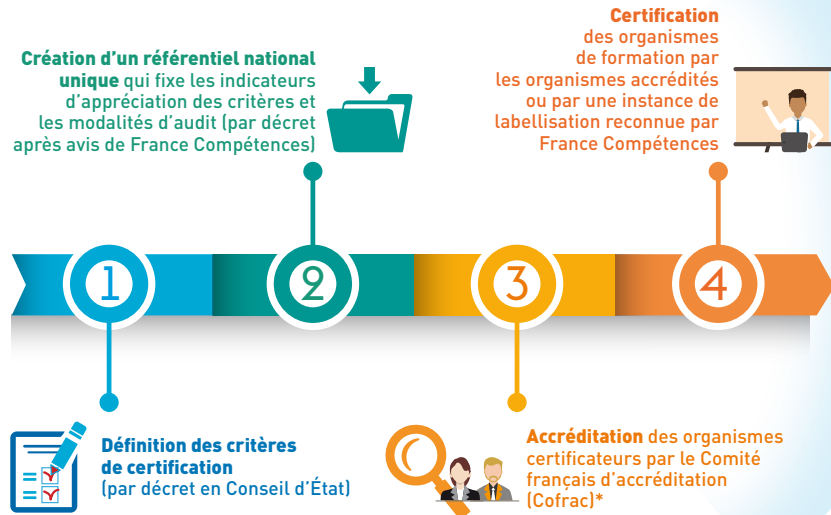 Création d’un référentiel national
unique qui fixe les indicateurs
d’appréciation des critères et
les modalités d’audit (par décret
après avis de France Compétences)
Certification
des organismes
de formation par
les organismes accrédités
ou par une instance de
labellisation reconnue par
France Compétences
1
2
3
4
Définition des critères
de certification
(par décret en Conseil d’État)
Accréditation des organismes
certificateurs par le Comité
français d’accréditation
(Cofrac)*